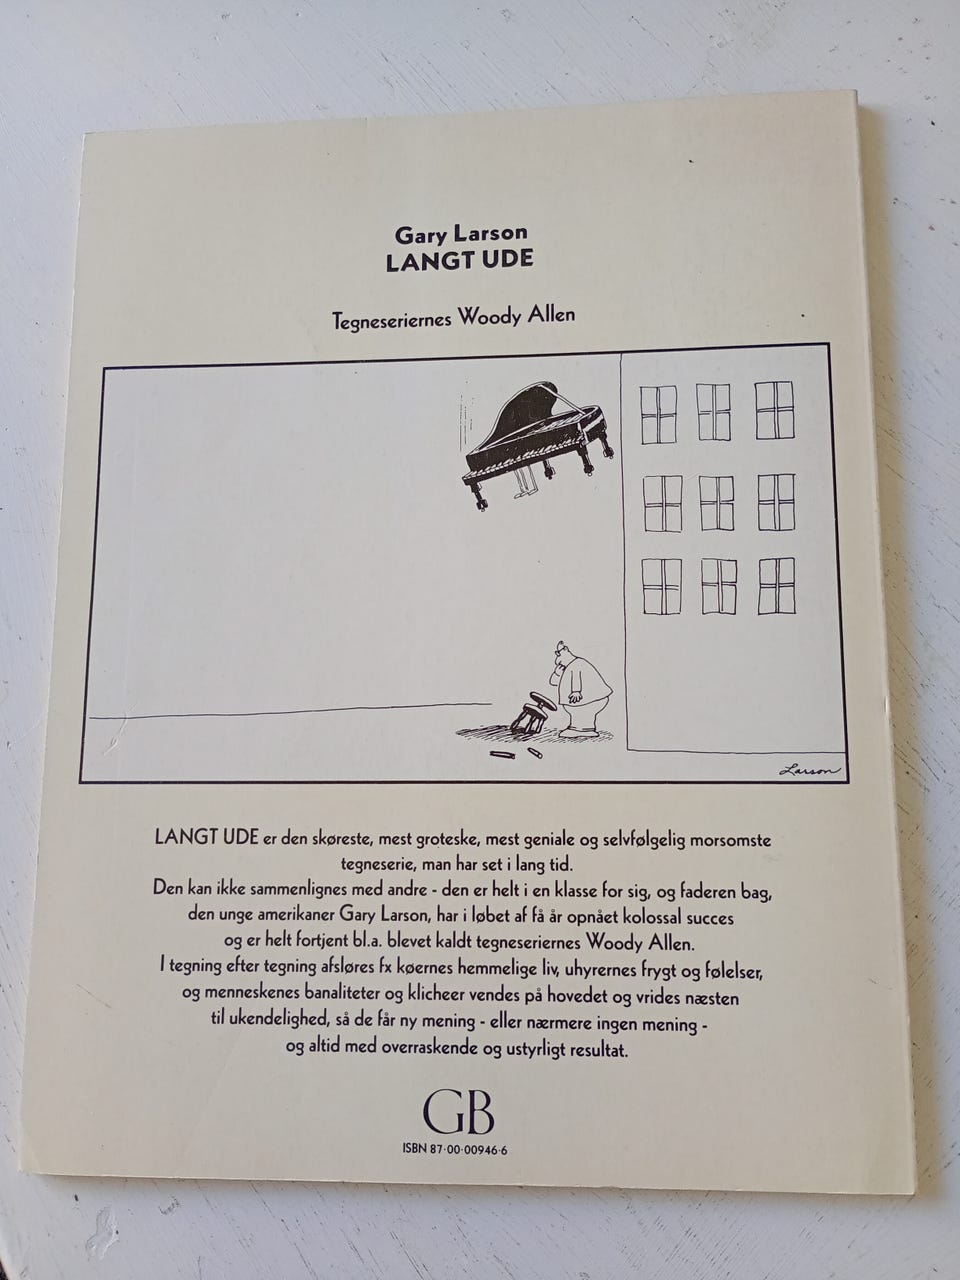 Gary Larson
LANGT UDE
Tegneseriernes Woody Allen
Larson
LANGT UDE er den skøreste, mest groteske, mest geniale og selvfølgelig morsomste
tegneserie, man har set i lang tid.
Den kan ikke sammenlignes med andre - den er helt i en klasse for sig, og faderen bag,
den unge amerikaner Gary Larson, har i løbet af få år opnået kolossal succes
og er helt fortjent bl.a. blevet kaldt tegneseriernes Woody Allen.
I tegning efter tegning afsløres fx køernes hemmelige liv, uhyrernes frygt og følelser,
og menneskenes banaliteter og klicheer vendes på hovedet og vrides næsten
til ukendelighed, så de får ny mening - eller nærmere ingen mening -
og altid med overraskende og ustyrligt resultat.
GB
ISBN 87-00-00946-6